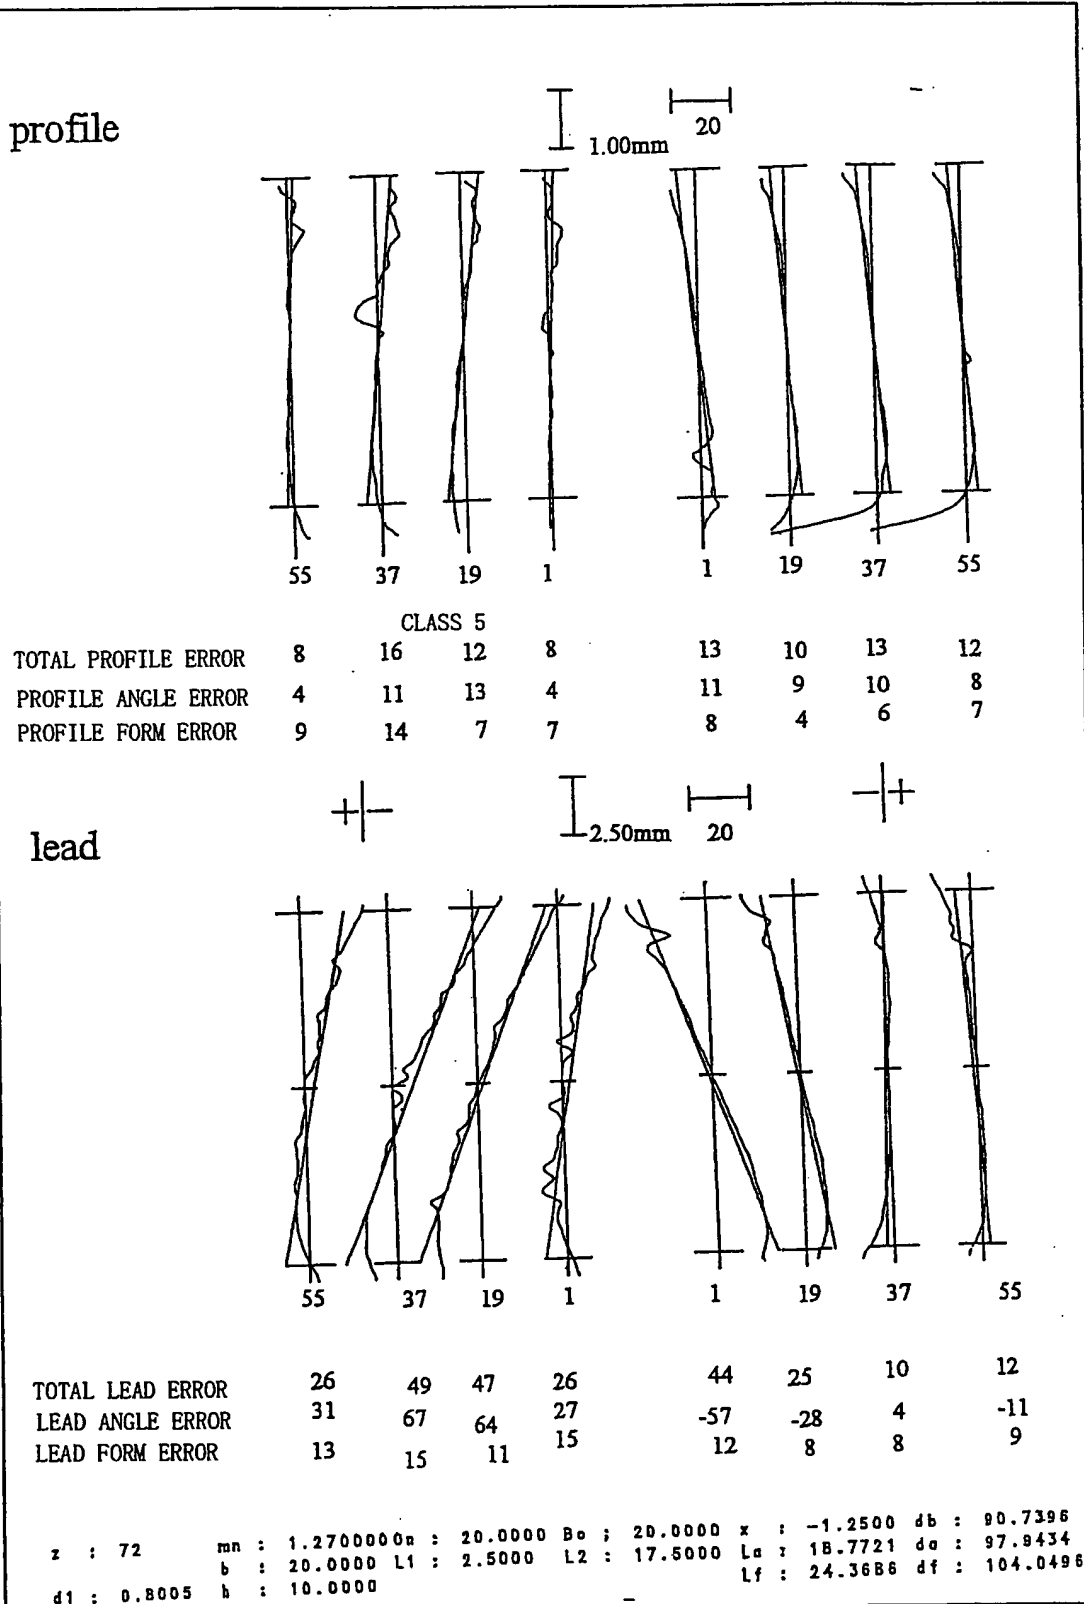 profile
1.00mm 20
55 37 19 1 1 19 37 55
CLASS 5
TOTAL PROFILE ERROR 8 16 12 8 13 10 13 12
PROFILE ANGLE ERROR 4 11 13 4 11 9 10 8
PROFILE FORM ERROR 9 14 7 7 8 4 6 7
+ - - +
2.50mm 20
lead
55 37 19 1 1 19 37 55
TOTAL LEAD ERROR 26 49 47 26 44 25 10 12
LEAD ANGLE ERROR 31 67 64 27 -57 -28 4 -11
LEAD FORM ERROR 13 15 11 15 12 8 8 9
z : 72 mn : 1.2700000n : 20.0000 Bo ; 20.0000 x : -1.2500 db : 90.7396
b : 20.0000 L1 : 2.5000 L2 : 17.5000 La : 18.7721 da : 97.9434
d1 : 0.8005 h : 10.0000 Lf : 24.3686 df : 104.0496